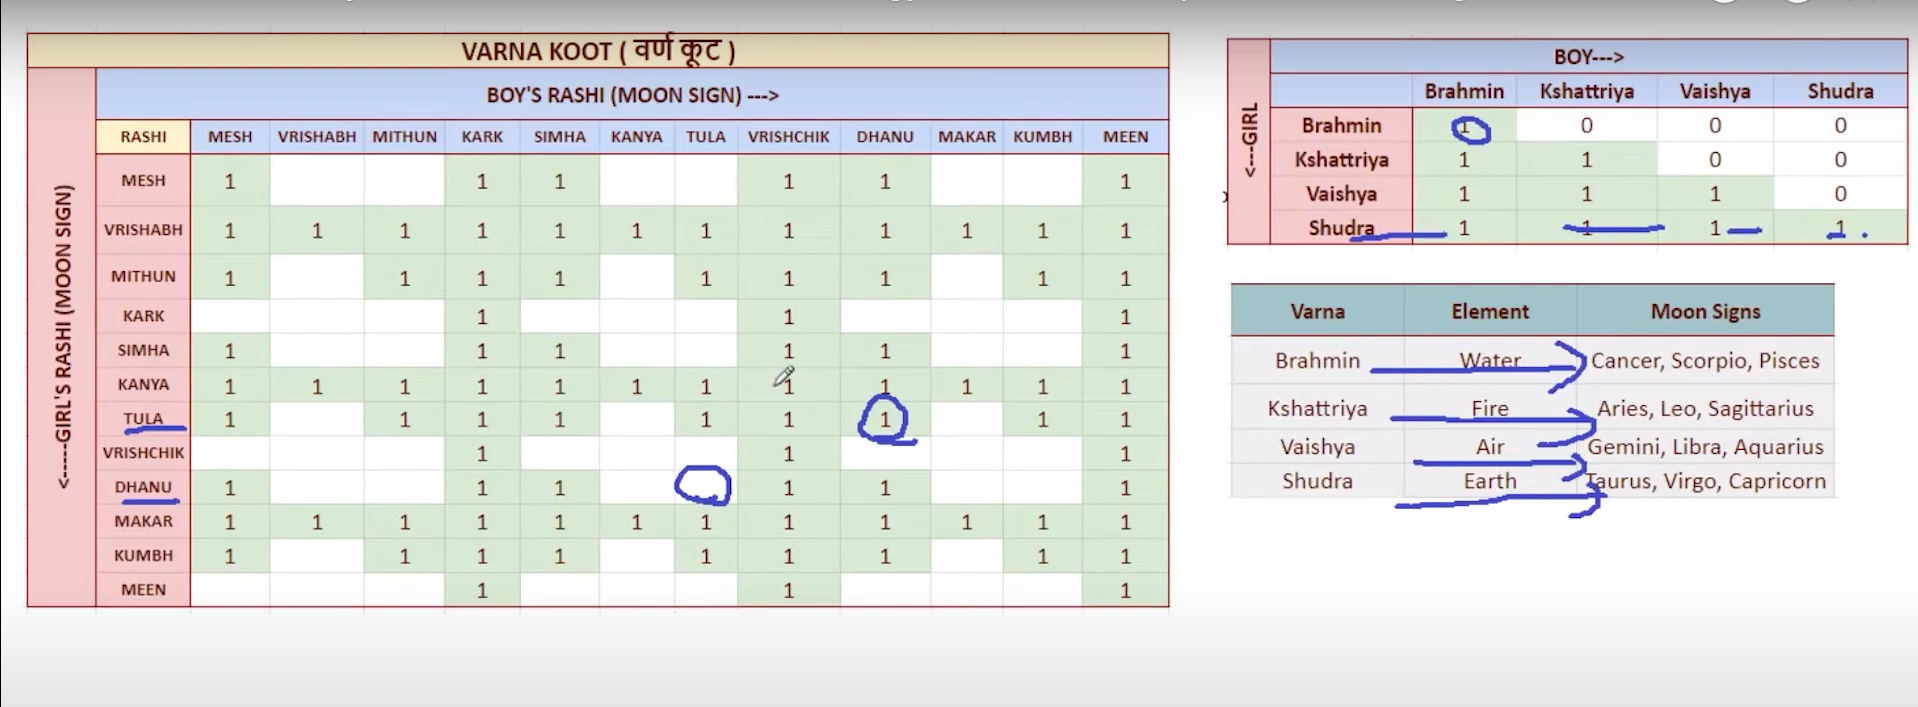 VARNA KOOT ( वर्ण कूट )
BOY'S RASHI (MOON SIGN) --->
<-----GIRL'S RASHI (MOON SIGN)
RASHI MESH VRISHABH MITHUN KARK SIMHA KANYA TULA VRISHCHIK DHANU MAKAR KUMBH MEEN
MESH 1 1 1 1 1 1
VRISHABH 1 1 1 1 1 1 1 1 1 1 1 1
MITHUN 1 1 1 1 1 1 1 1 1
KARK 1 1 1
SIMHA 1 1 1 1 1 1
KANYA 1 1 1 1 1 1 1 1 1 1 1 1
TULA 1 1 1 1 1 1 1 1 1
VRISHCHIK 1 1 1
DHANU 1 1 1 1 1 1
MAKAR 1 1 1 1 1 1 1 1 1 1 1 1
KUMBH 1 1 1 1 1 1 1 1 1
MEEN 1 1 1
BOY--->
<---GIRL
Brahmin Kshattriya Vaishya Shudra
Brahmin 1 0 0 0
Kshattriya 1 1 0 0
Vaishya 1 1 1 0
Shudra 1 1 1 1
Varna Element Moon Signs
Brahmin Water Cancer, Scorpio, Pisces
Kshattriya Fire Aries, Leo, Sagittarius
Vaishya Air Gemini, Libra, Aquarius
Shudra Earth Taurus, Virgo, Capricorn